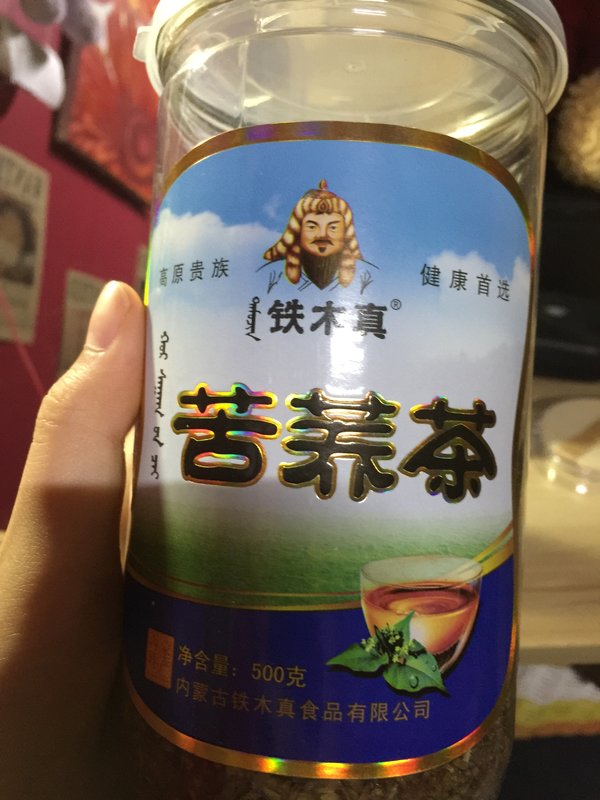 高原贵族
健康首选
铁木真®
苦荞茶
净含量：500克
内蒙古铁木真食品有限公司